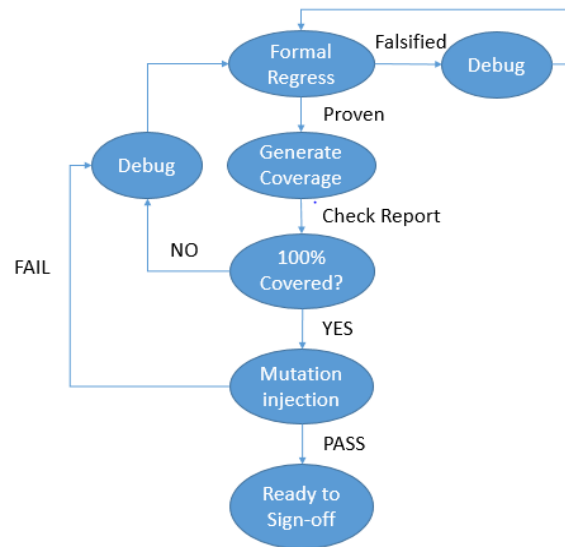 Formal
Regress
Falsified
Debug
Proven
Debug
Generate
Coverage
Check Report
NO
100%
Covered?
FAIL
YES
Mutation
injection
PASS
Ready to
Sign-off